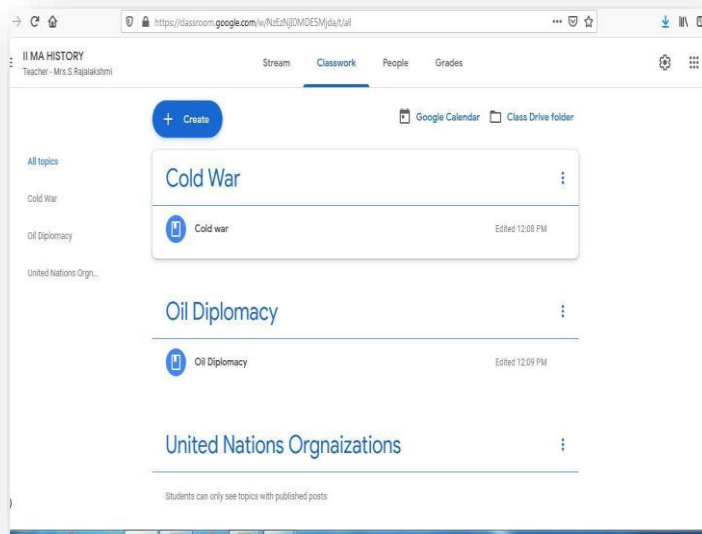 https://classroom.google.com/w/NzEzNjI0MDE5Mjda/t/all
II MA HISTORY
Teacher - Mrs.S.Rajalakshmi
Stream Classwork People Grades
+ Create
Google Calendar Class Drive folder
All topics
Cold War
Oil Diplomacy
United Nations Orgn...
Cold War
Cold war Edited 12:08 PM
Oil Diplomacy
Oil Diplomacy Edited 12:09 PM
United Nations Orgnaizations
Students can only see topics with published posts